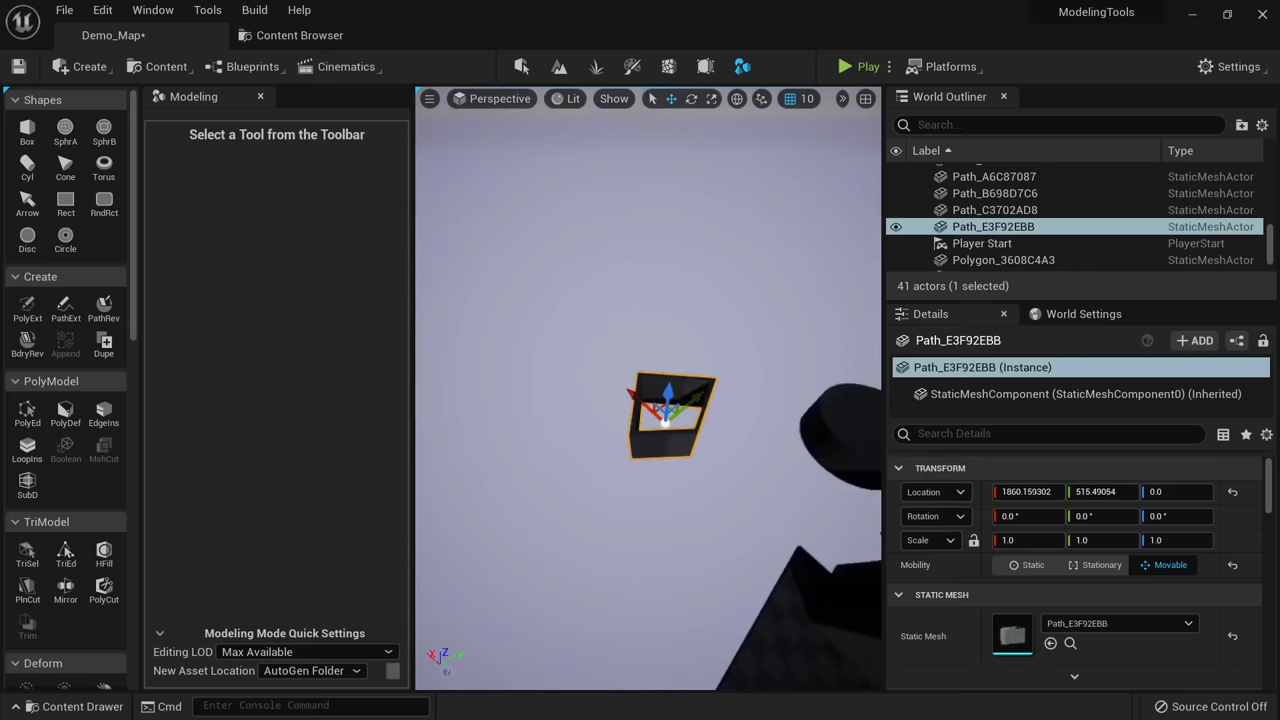 File Edit Window Tools Build Help
ModelingTools
Demo_Map*
Content Browser
Create
Content
Blueprints
Cinematics
Play
Platforms
Settings
Shapes
Box SphrA SphrB
Cyl Cone Torus
Arrow Rect RndRct
Disc Circle
Create
PolyExt PathExt PathRev
BdryRev Append Dupe
PolyModel
PolyEd PolyDef EdgeIns
LoopIns Boolean MshCut
SubD
TriModel
TriSel TriEd HFill
PlnCut Mirror PolyCut
Trim
Deform
Modeling
Select a Tool from the Toolbar
Modeling Mode Quick Settings
Editing LOD Max Available
New Asset Location AutoGen Folder
Perspective Lit Show 10
X Z Y
World Outliner
Search...
Label Type
Path_A6C87087 StaticMeshActor
Path_B698D7C6 StaticMeshActor
Path_C3702AD8 StaticMeshActor
Path_E3F92EBB StaticMeshActor
Player Start PlayerStart
Polygon_3608C4A3 StaticMeshActor
41 actors (1 selected)
Details
World Settings
Path_E3F92EBB
ADD
Path_E3F92EBB (Instance)
StaticMeshComponent (StaticMeshComponent0) (Inherited)
Search Details
TRANSFORM
Location 1860.159302 515.49054 0.0
Rotation 0.0 ° 0.0 ° 0.0 °
Scale 1.0 1.0 1.0
Mobility Static Stationary Movable
STATIC MESH
Static Mesh Path_E3F92EBB
Content Drawer
Cmd
Enter Console Command
Source Control Off